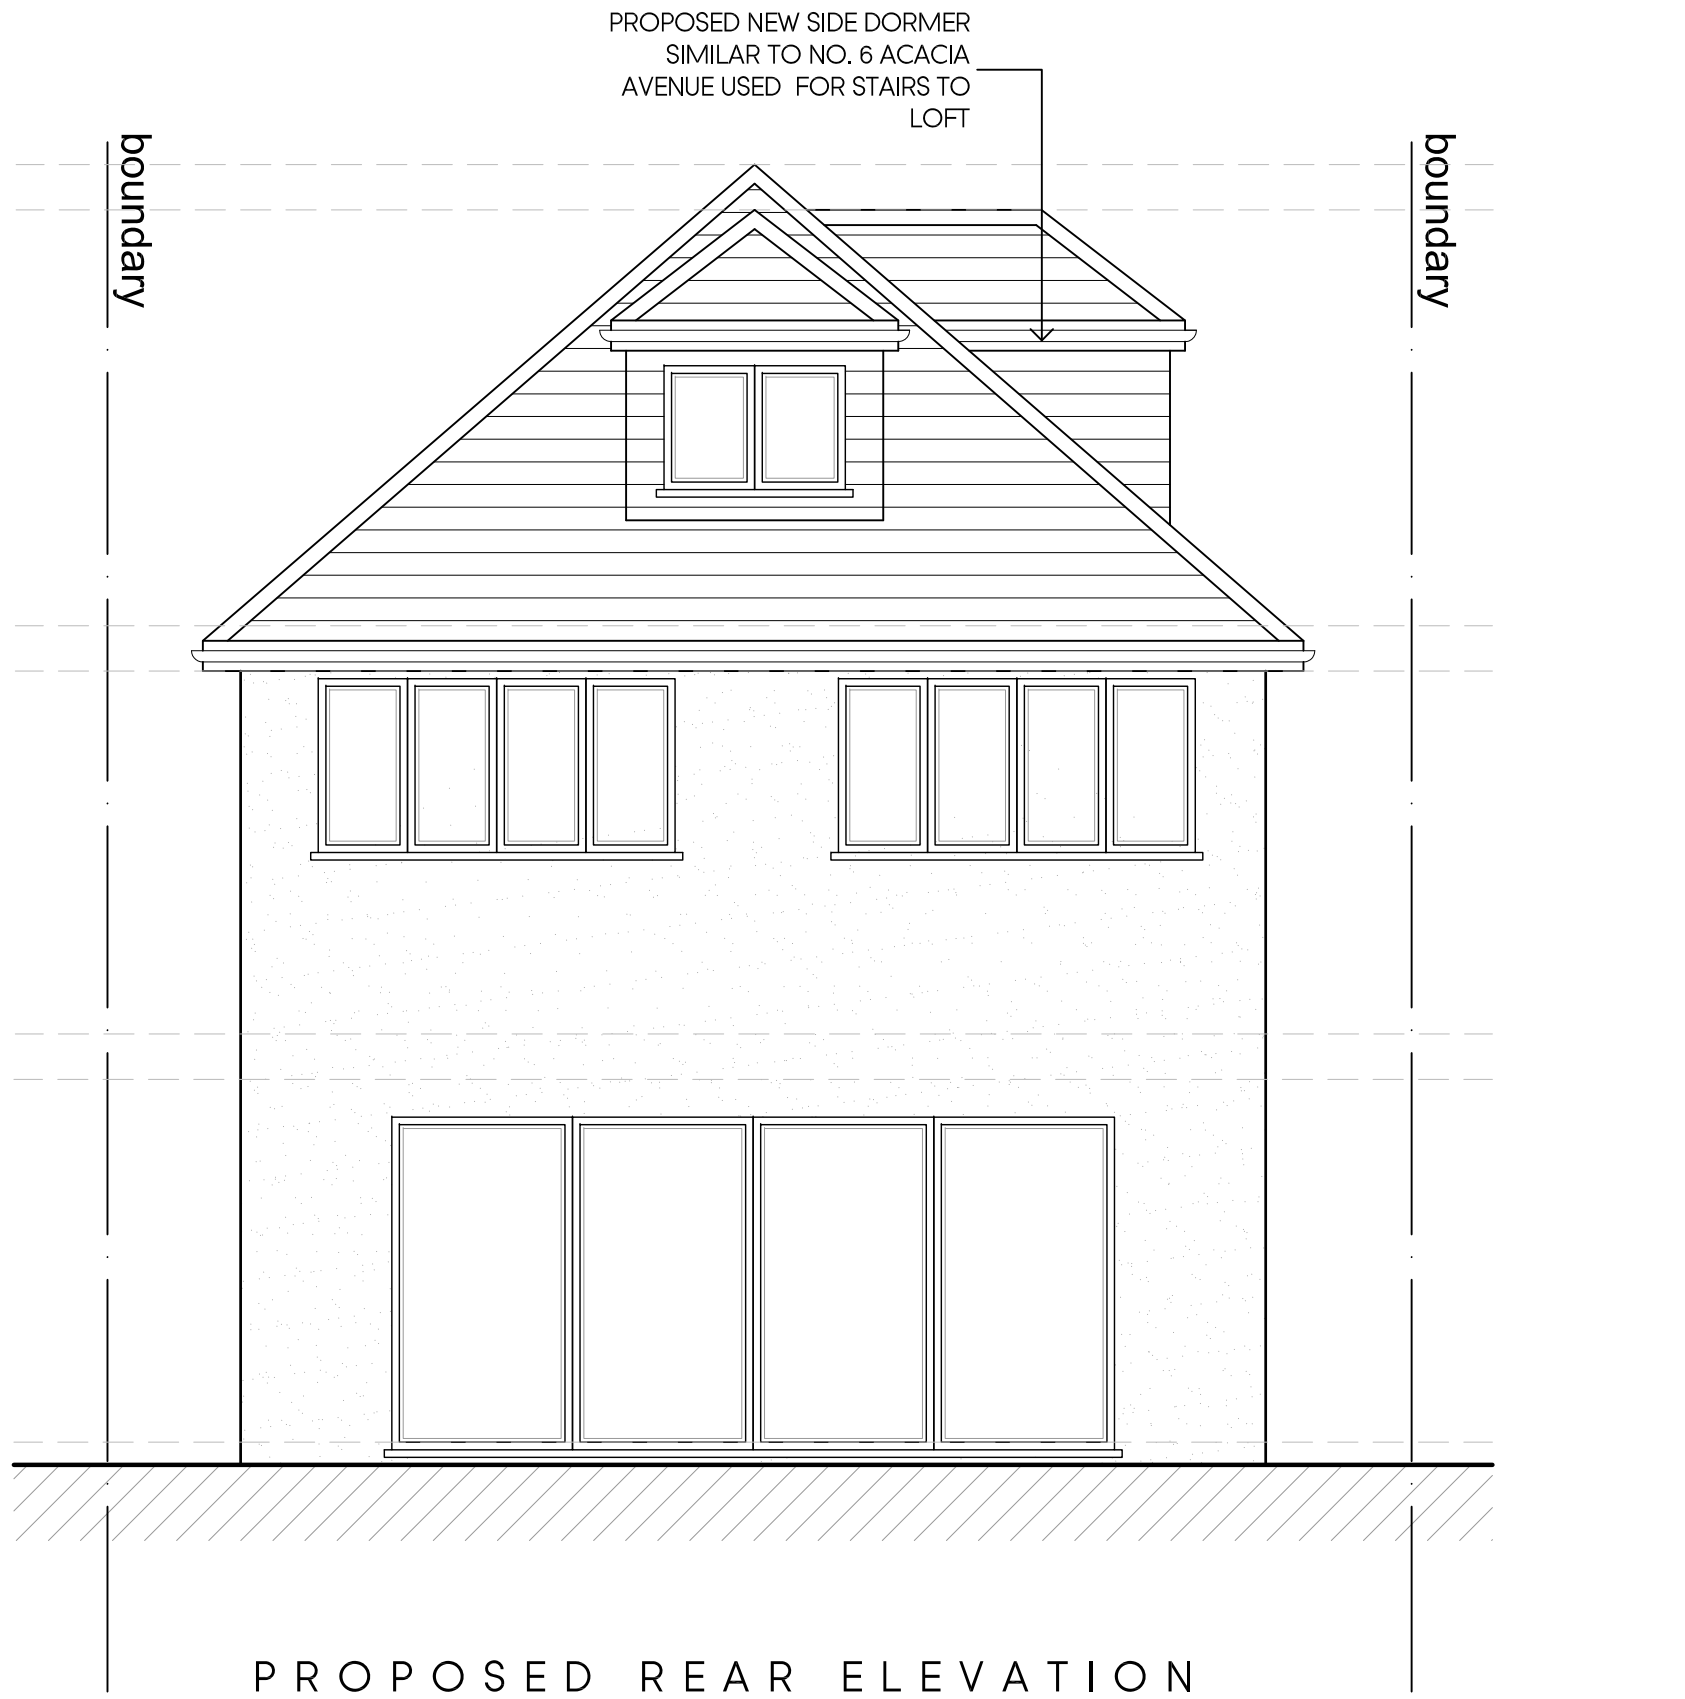 PROPOSED NEW SIDE DORMER
SIMILAR TO NO. 6 ACACIA
AVENUE USED FOR STAIRS TO
LOFT
boundary
boundary
PROPOSED REAR ELEVATION